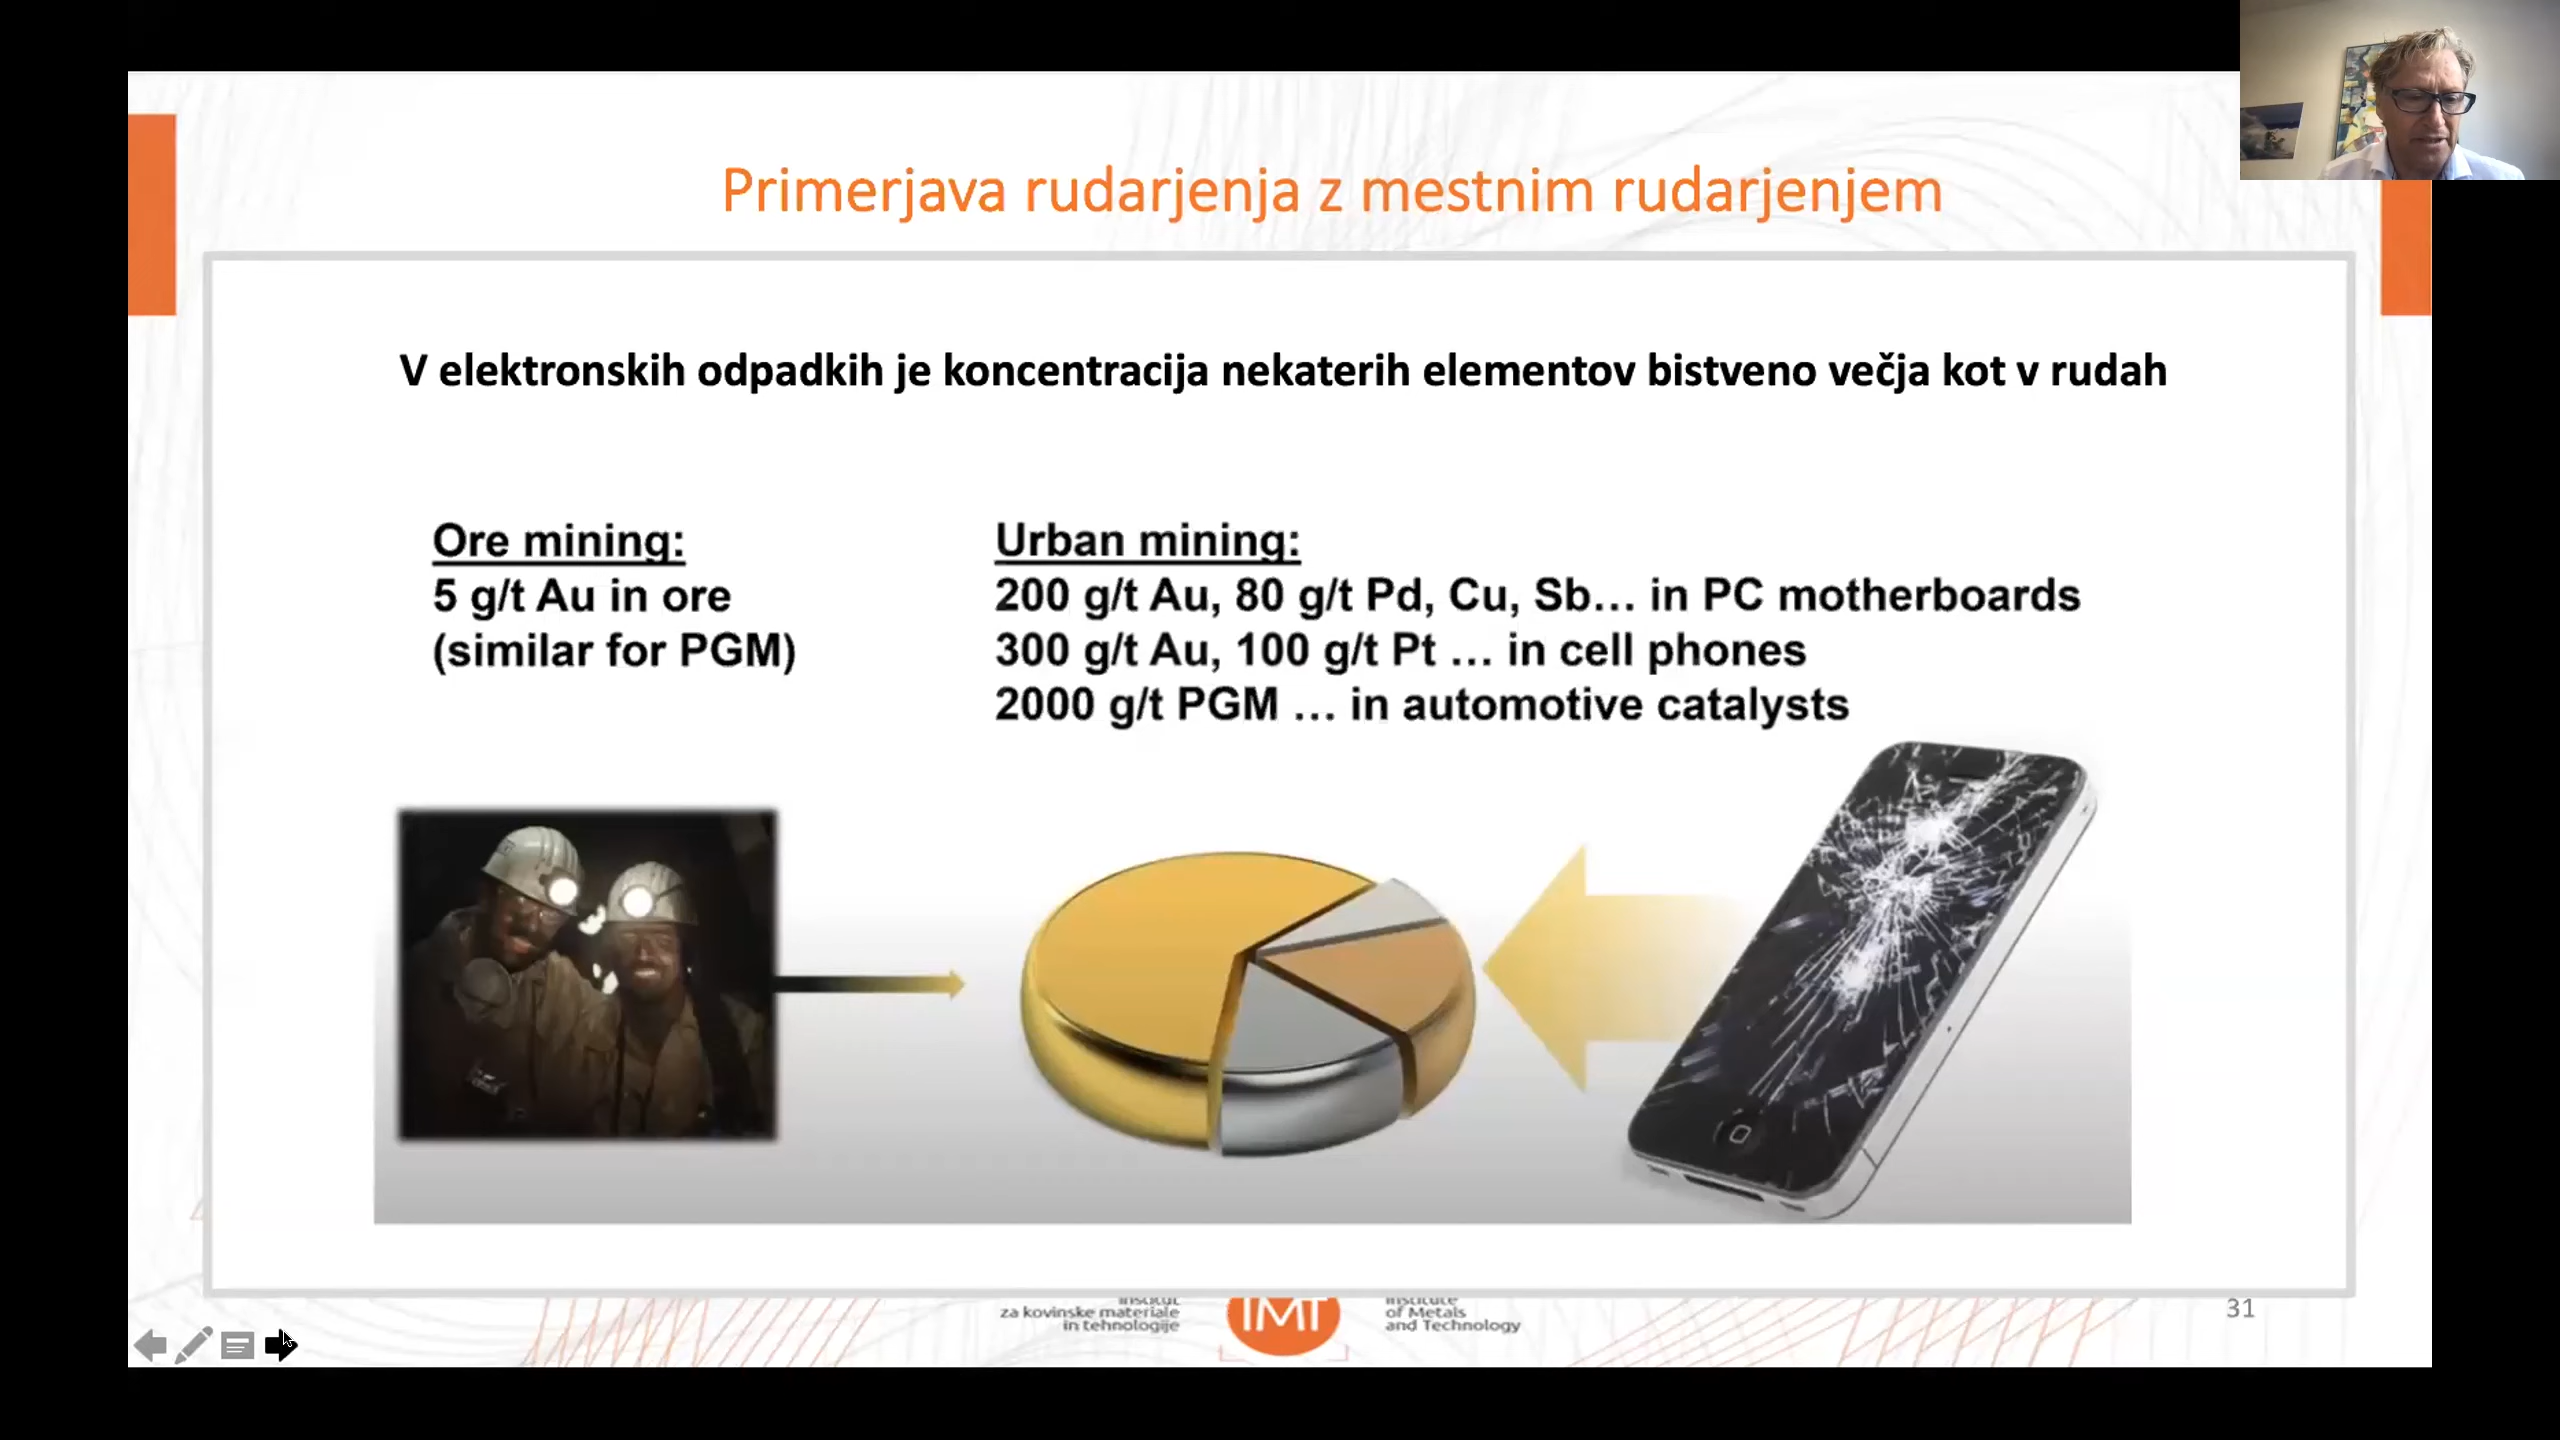 Primerjava rudarjenja z mestnim rudarjenjem
V elektronskih odpadkih je koncentracija nekaterih elementov bistveno večja kot v rudah
Ore mining:
5 g/t Au in ore
(similar for PGM)
Urban mining:
200 g/t Au, 80 g/t Pd, Cu, Sb... in PC motherboards
300 g/t Au, 100 g/t Pt ... in cell phones
2000 g/t PGM ... in automotive catalysts
Inštitut
za kovinske materiale
in tehnologije
IMT
Institute
of Metals
and Technology
31